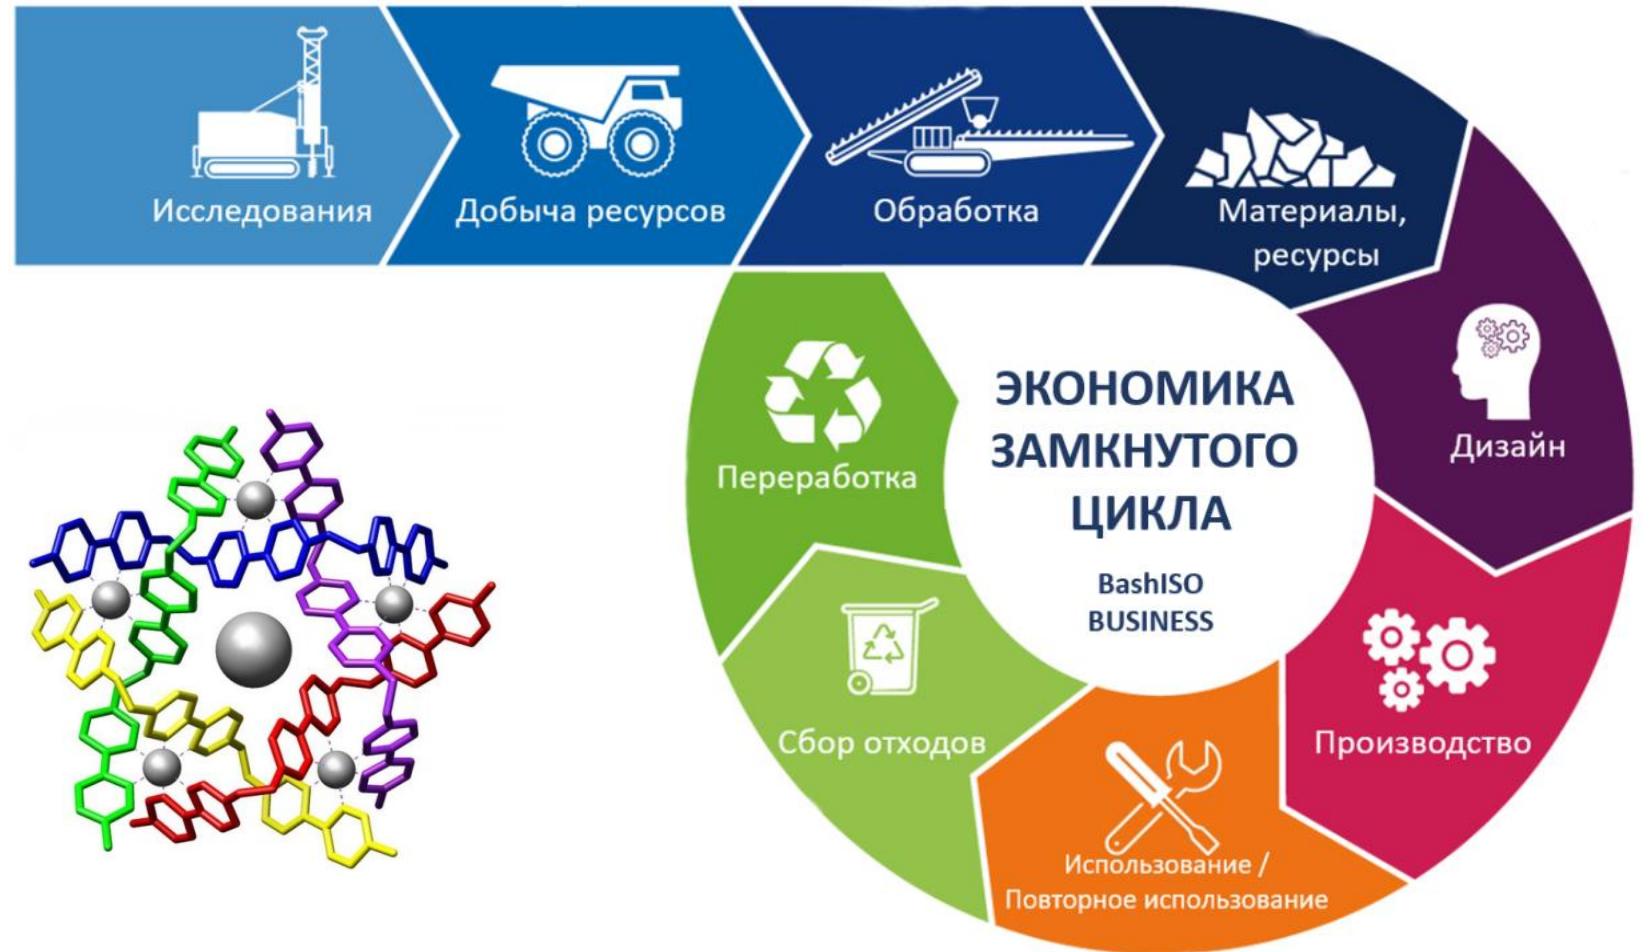 Исследования
Добыча ресурсов
Обработка
Материалы,
ресурсы
Дизайн
Производство
Использование /
Повторное использование
Сбор отходов
Переработка
ЭКОНОМИКА
ЗАМКНУТОГО
ЦИКЛА
BashISO
BUSINESS